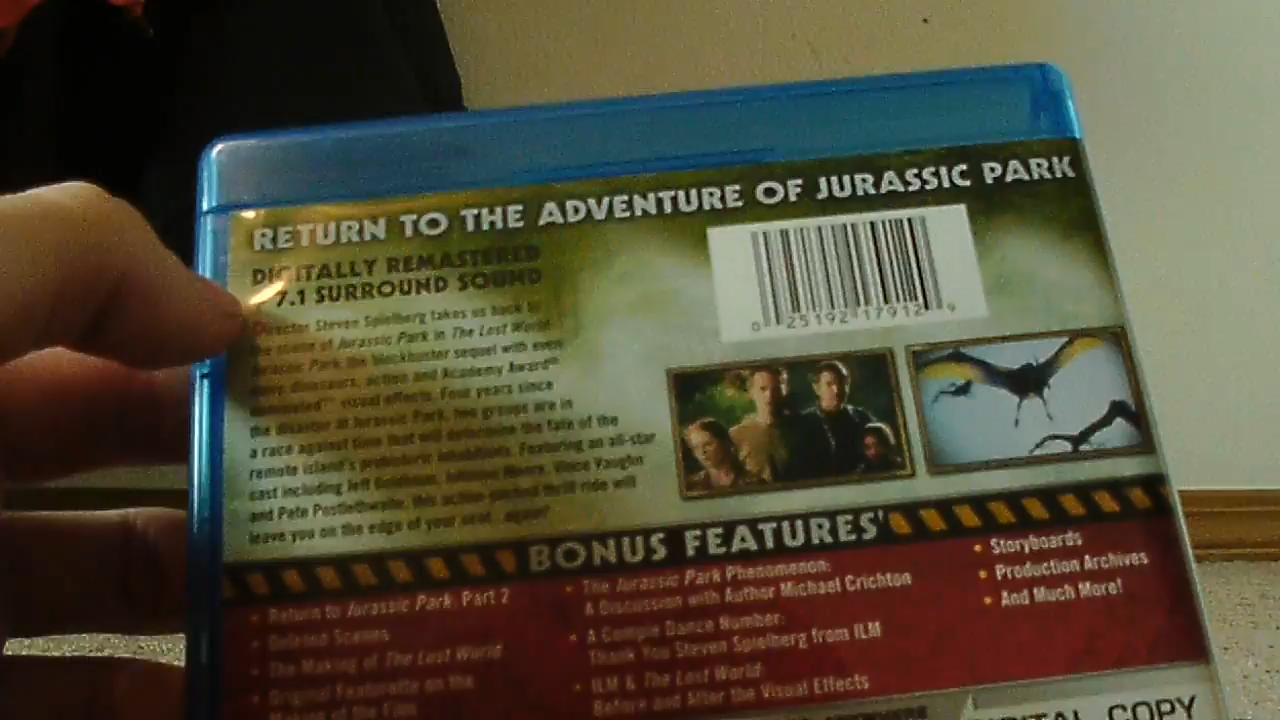 RETURN TO THE ADVENTURE OF JURASSIC PARK
DIGITALLY REMASTERED
7.1 SURROUND SOUND
Director Steven Spielberg takes us back to
the scene of Jurassic Park in The Lost World:
Jurassic Park, the blockbuster sequel with even
more dinosaurs, action and Academy Award®
nominated™ visual effects. Four years since
the disaster at Jurassic Park, two groups are in
a race against time that will determine the fate of the
remote island's prehistoric inhabitants. Featuring an all-star
cast including Jeff Goldblum, Julianne Moore, Vince Vaughn
and Pete Postlethwaite, this action-packed thrill ride will
leave you on the edge of your seat...again!
0 25192 17912 9
BONUS FEATURES
• Return to Jurassic Park: Part 2
• Deleted Scenes
• The Making of The Lost World
• Original Featurette on the
Making of the Film
• The Jurassic Park Phenomenon:
A Discussion with Author Michael Crichton
• A Compie Dance Number:
Thank You Steven Spielberg from ILM
• ILM & The Lost World:
Before and After the Visual Effects
• Storyboards
• Production Archives
• And Much More!
DIGITAL COPY